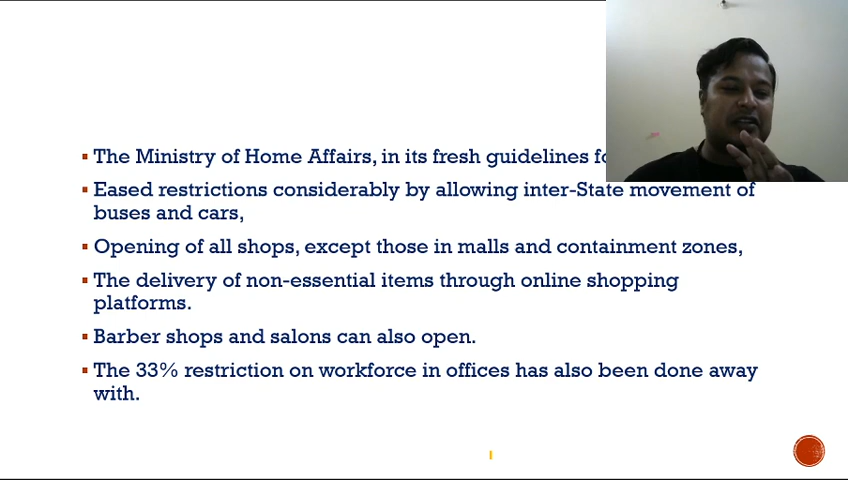 The Ministry of Home Affairs, in its fresh guidelines
Eased restrictions considerably by allowing inter-State movement of
buses and cars,
Opening of all shops, except those in malls and containment zones,
The delivery of non-essential items through online shopping
platforms.
Barber shops and salons can also open.
The 33% restriction on workforce in offices has also been done away
with.